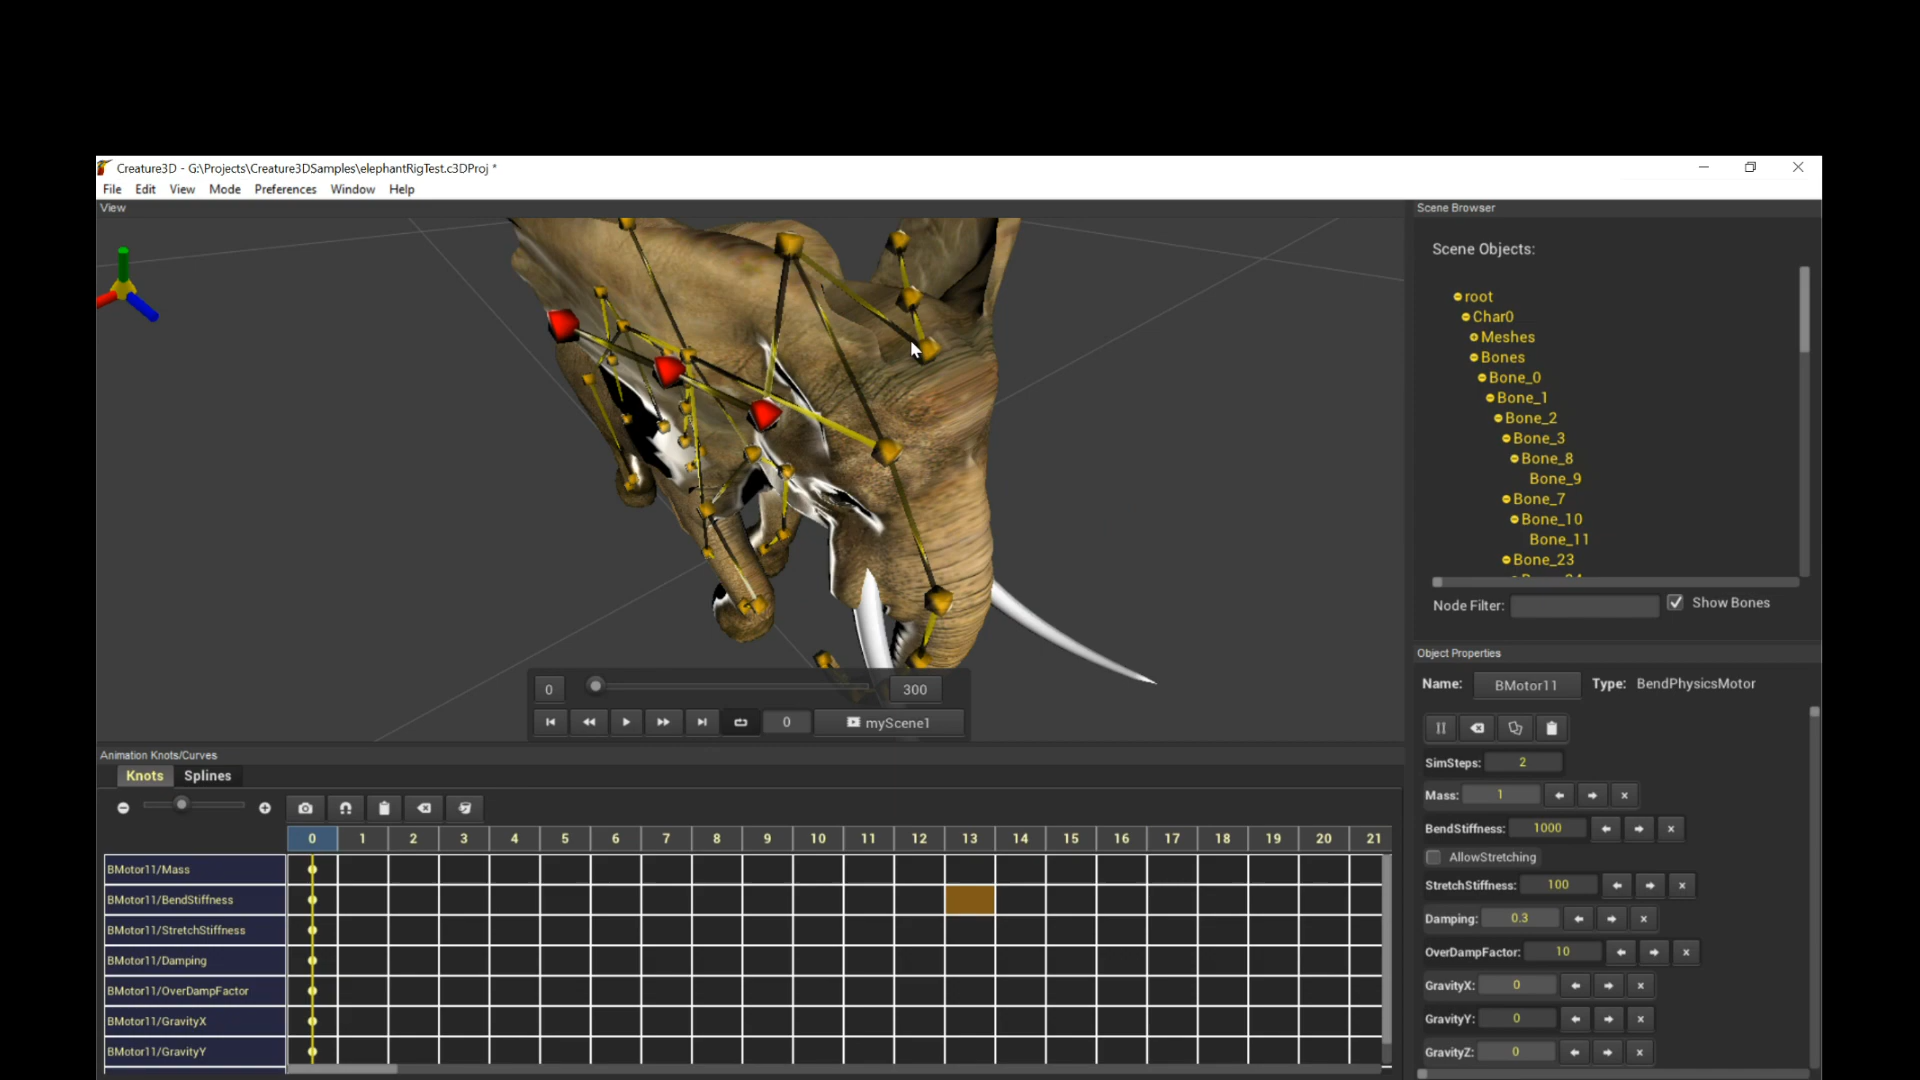 Creature3D - G:\Projects\Creature3DSamples\elephantRigTest.c3DProj *
File Edit View Mode Preferences Window Help
View
Scene Browser
Scene Objects:
root
Char0
Meshes
Bones
Bone_0
Bone_1
Bone_2
Bone_3
Bone_8
Bone_9
Bone_7
Bone_10
Bone_11
Bone_23
Node Filter: Show Bones
Object Properties
Name: BMotor11 Type: BendPhysicsMotor
SimSteps: 2
Mass: 1
BendStiffness: 1000
AllowStretching
StretchStiffness: 100
Damping: 0.3
OverDampFactor: 10
GravityX: 0
GravityY: 0
GravityZ: 0
0 300
0 myScene1
Animation Knots/Curves
Knots Splines
0 1 2 3 4 5 6 7 8 9 10 11 12 13 14 15 16 17 18 19 20 21
BMotor11/Mass
BMotor11/BendStiffness
BMotor11/StretchStiffness
BMotor11/Damping
BMotor11/OverDampFactor
BMotor11/GravityX
BMotor11/GravityY